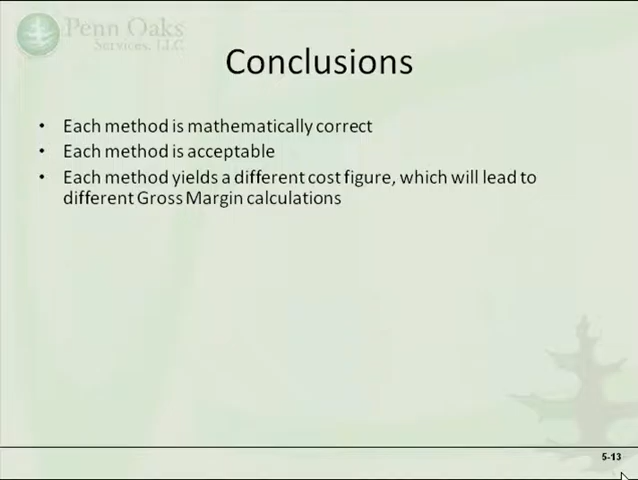 Penn Oaks
Services, LLC
Conclusions
• Each method is mathematically correct
• Each method is acceptable
• Each method yields a different cost figure, which will lead to
different Gross Margin calculations
5-13